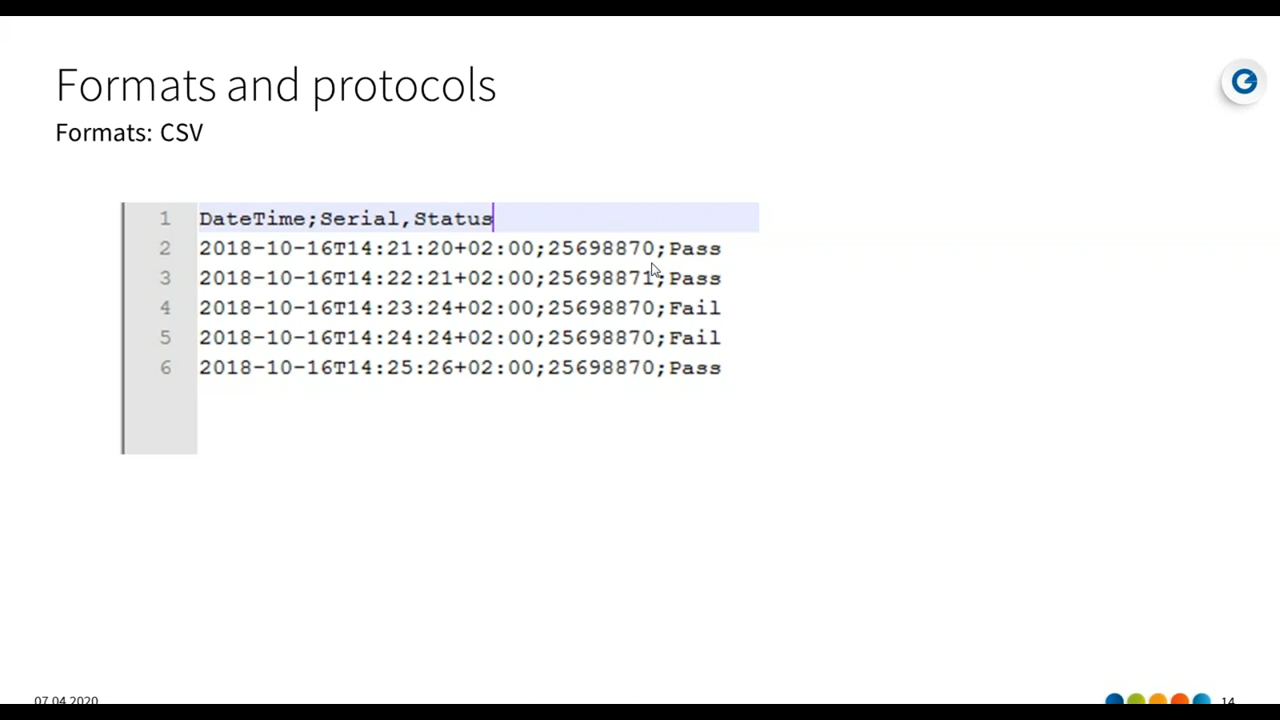 Formats and protocols
Formats: CSV
1 DateTime;Serial,Status
2 2018-10-16T14:21:20+02:00;25698870;Pass
3 2018-10-16T14:22:21+02:00;25698871;Pass
4 2018-10-16T14:23:24+02:00;25698870;Fail
5 2018-10-16T14:24:24+02:00;25698870;Fail
6 2018-10-16T14:25:26+02:00;25698870;Pass
07.04.2020
14